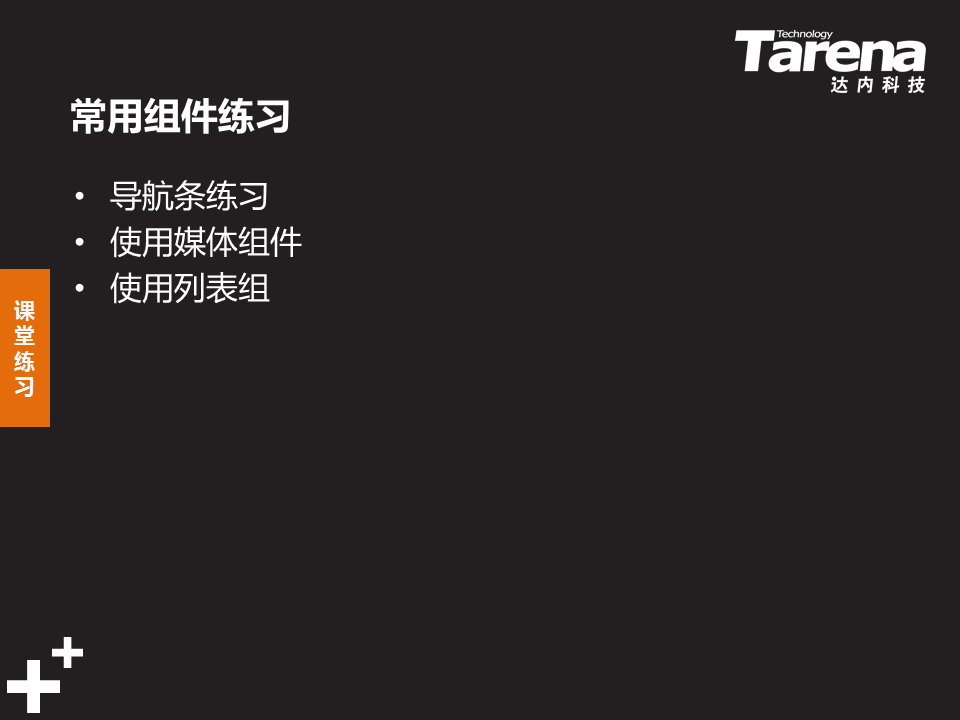 Technology
Tarena
达内科技
常用组件练习
• 导航条练习
• 使用媒体组件
• 使用列表组
课
堂
练
习